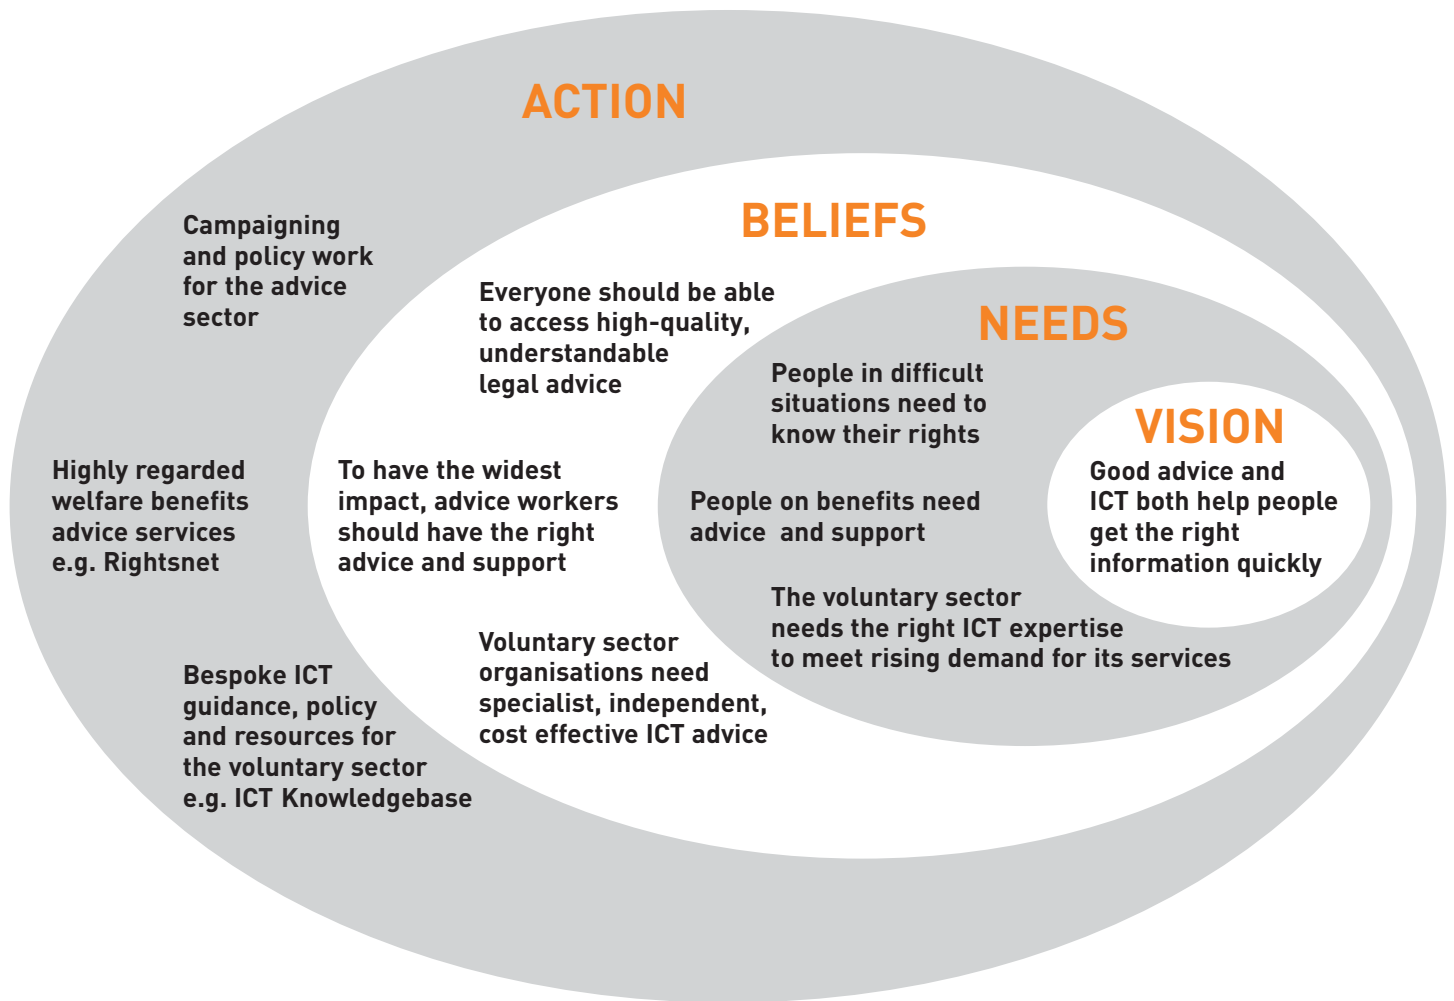 ACTION
Campaigning
and policy work
for the advice
sector
Highly regarded
welfare benefits
advice services
e.g. Rightsnet
Bespoke ICT
guidance, policy
and resources for
the voluntary sector
e.g. ICT Knowledgebase
BELIEFS
Everyone should be able
to access high-quality,
understandable
legal advice
To have the widest
impact, advice workers
should have the right
advice and support
Voluntary sector
organisations need
specialist, independent,
cost effective ICT advice
NEEDS
People in difficult
situations need to
know their rights
People on benefits need
advice and support
The voluntary sector
needs the right ICT expertise
to meet rising demand for its services
VISION
Good advice and
ICT both help people
get the right
information quickly